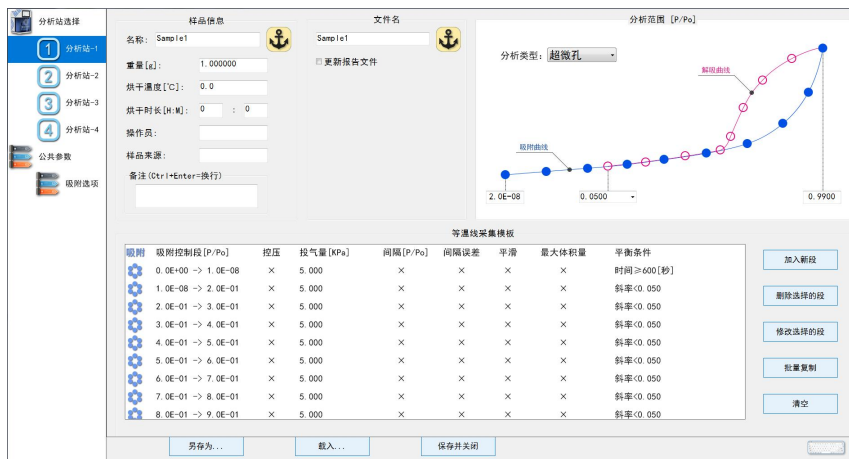 分析站选择
1 分析站-1
2 分析站-2
3 分析站-3
4 分析站-4
公共参数
吸附选项
样品信息
名称: Sample1
重量[g]: 1.000000
烘干温度[℃]: 0.0
烘干时长[H:M]: 0 : 0
操作员:
样品来源:
备注(Ctrl+Enter=换行)
文件名
Sample1
更新报告文件
分析范围 [P/Po]
分析类型: 超微孔
解吸曲线
吸附曲线
2.0E-08 0.0500 0.9900
等温线采集模板
吸附 吸附控制段[P/Po] 控压 投气量[KPa] 间隔[P/Po] 间隔误差 平滑 最大体积量 平衡条件
0.0E+00 -> 1.0E-08 × 5.000 × × × × 时间≥600[秒]
1.0E-08 -> 2.0E-01 × 5.000 × × × × 斜率<0.050
2.0E-01 -> 3.0E-01 × 5.000 × × × × 斜率<0.050
3.0E-01 -> 4.0E-01 × 5.000 × × × × 斜率<0.050
4.0E-01 -> 5.0E-01 × 5.000 × × × × 斜率<0.050
5.0E-01 -> 6.0E-01 × 5.000 × × × × 斜率<0.050
6.0E-01 -> 7.0E-01 × 5.000 × × × × 斜率<0.050
7.0E-01 -> 8.0E-01 × 5.000 × × × × 斜率<0.050
8.0E-01 -> 9.0E-01 × 5.000 × × × × 斜率<0.050
加入新段
删除选择的段
修改选择的段
批量复制
清空
另存为... 载入... 保存并关闭